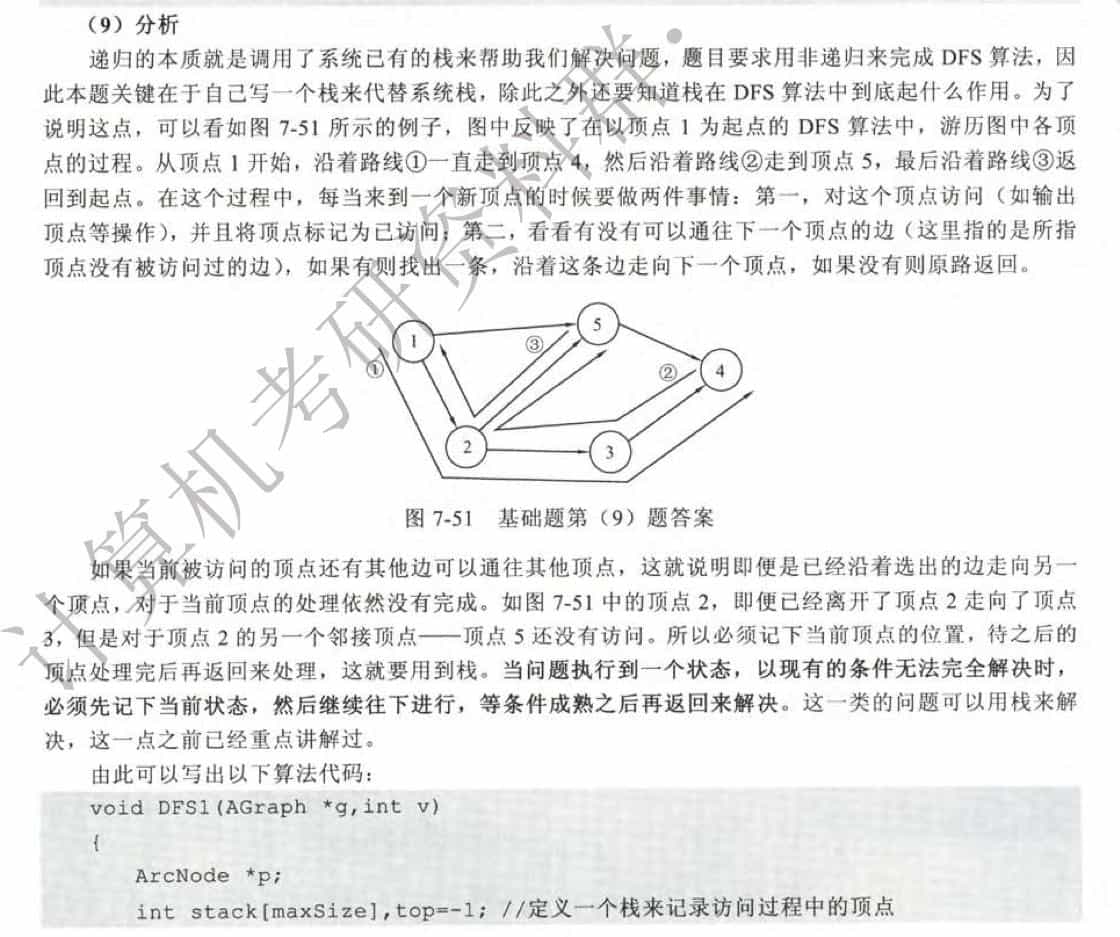 （9）分析
递归的本质就是调用了系统已有的栈来帮助我们解决问题，题目要求用非递归来完成 DFS 算法，因
此本题关键在于自己写一个栈来代替系统栈，除此之外还要知道栈在 DFS 算法中到底起什么作用。为了
说明这点，可以看如图 7-51 所示的例子，图中反映了在以顶点 1 为起点的 DFS 算法中，游历图中各顶
点的过程。从顶点 1 开始，沿着路线①一直走到顶点 4，然后沿着路线②走到顶点 5，最后沿着路线③返
回到起点。在这个过程中，每当来到一个新顶点的时候要做两件事情：第一，对这个顶点访问（如输出
顶点等操作），并且将顶点标记为已访问；第二，看看有没有可以通往下一个顶点的边（这里指的是所指
顶点没有被访问过的边），如果有则找出一条，沿着这条边走向下一个顶点，如果没有则原路返回。
5
1
③
①
②
4
2
3
图 7-51 基础题第（9）题答案
如果当前被访问的顶点还有其他边可以通往其他顶点，这就说明即便是已经沿着选出的边走向另一
个顶点，对于当前顶点的处理依然没有完成。如图 7-51 中的顶点 2，即便已经离开了顶点 2 走向了顶点
3，但是对于顶点 2 的另一个邻接顶点——顶点 5 还没有访问。所以必须记下当前顶点的位置，待之后的
顶点处理完后再返回来处理，这就要用到栈。当问题执行到一个状态，以现有的条件无法完全解决时，
必须先记下当前状态，然后继续往下进行，等条件成熟之后再返回来解决。这一类的问题可以用栈来解
决，这一点之前已经重点讲解过。
由此可以写出以下算法代码：
void DFS1(AGraph *g,int v)
{
ArcNode *p;
int stack[maxSize],top=-1; //定义一个栈来记录访问过程中的顶点
计算机考研资料群：